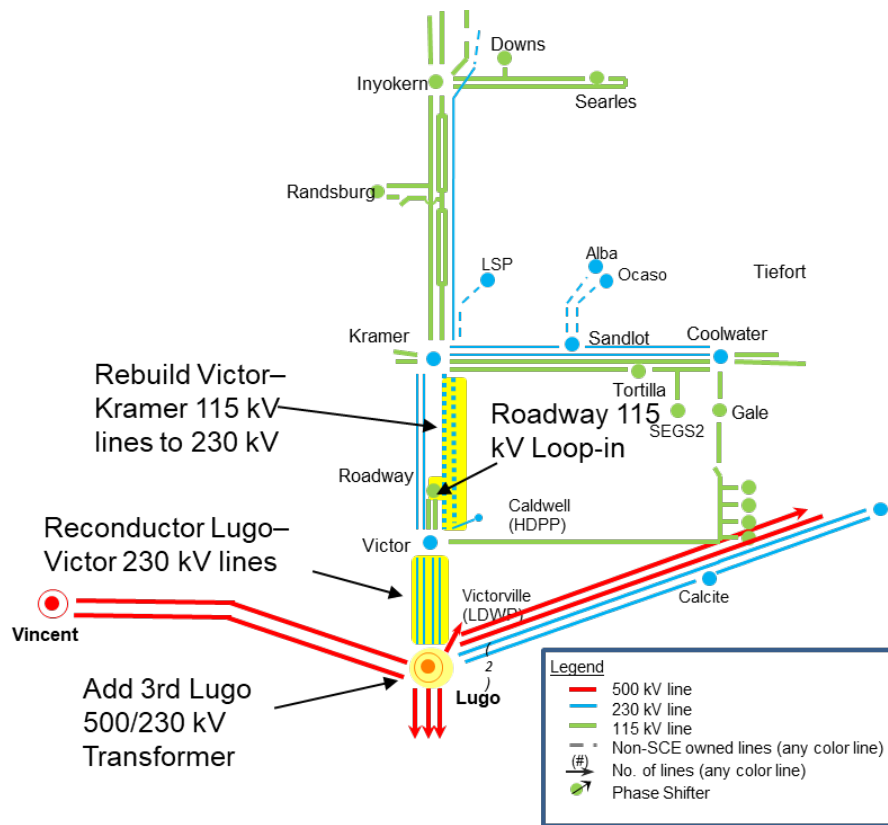 Downs
Inyokern
Searles
Randsburg
LSP
Alba
Ocaso
Tiefort
Kramer
Sandlot
Coolwater
Rebuild Victor–
Kramer 115 kV
lines to 230 kV
Tortilla
Roadway 115
kV Loop-in
SEGS2
Gale
Roadway
Caldwell
(HDPP)
Reconductor Lugo–
Victor 230 kV lines
Victor
Victorville
(LDWP)
Calcite
Vincent
(2)
Lugo
Add 3rd Lugo
500/230 kV
Transformer
Legend
500 kV line
230 kV line
115 kV line
Non-SCE owned lines (any color line)
(#)
No. of lines (any color line)
Phase Shifter